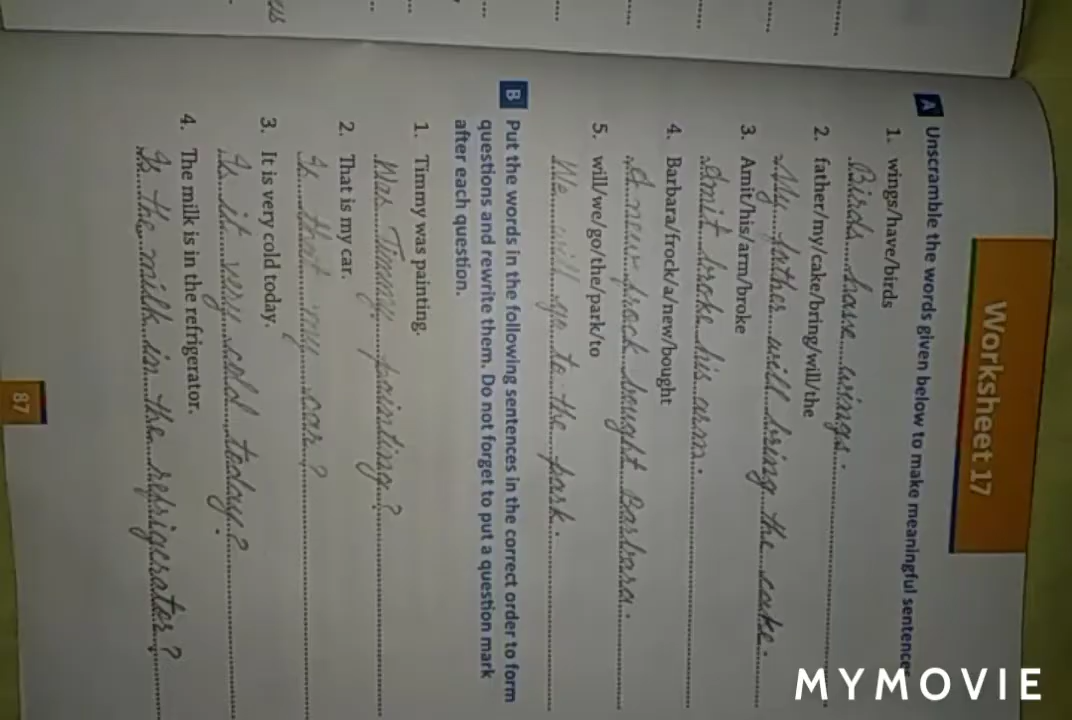 Worksheet 17
A Unscramble the words given below to make meaningful sentence
1. wings/have/birds
Birds have wings.
2. father/my/cake/bring/will/the
My father will bring the cake.
3. Amit/his/arm/broke
Amit broke his arm.
4. Barbara/frock/a/new/bought
A new frock bought Barbara.
5. will/we/go/the/park/to
We will go to the park.
B Put the words in the following sentences in the correct order to form
questions and rewrite them. Do not forget to put a question mark
after each question.
1. Timmy was painting.
Was Timmy painting?
2. That is my car.
Is that my car?
3. It is very cold today.
Is it very cold today?
4. The milk is in the refrigerator.
Is the milk in the refrigerator?
87
MYMOVIE